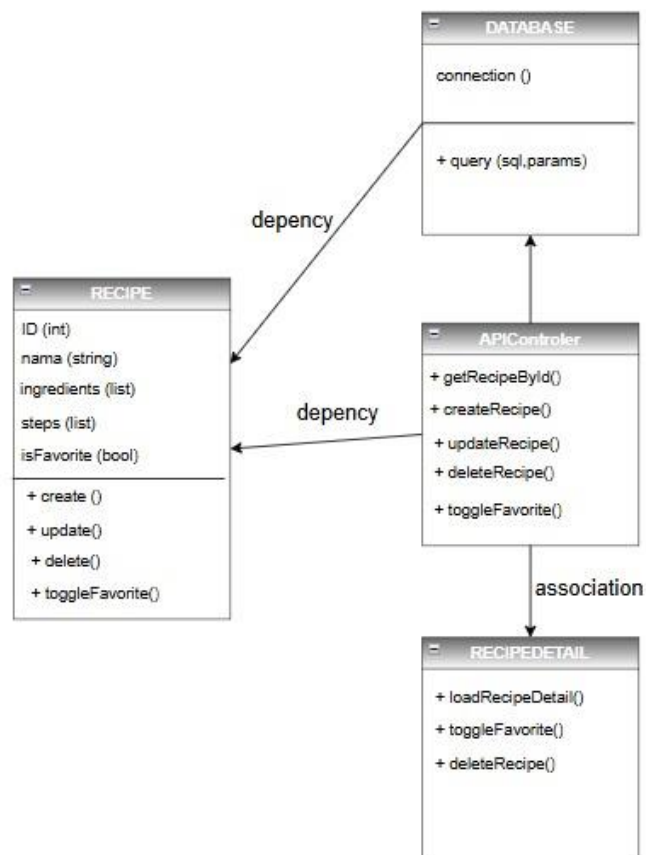 DATABASE
connection ()
+ query (sql,params)
depency
RECIPE
ID (int)
nama (string)
ingredients (list)
steps (list)
isFavorite (bool)
+ create ()
+ update()
+ delete()
+ toggleFavorite()
depency
APIControler
+ getRecipeById()
+ createRecipe()
+ updateRecipe()
+ deleteRecipe()
+ toggleFavorite()
association
RECIPEDETAIL
+ loadRecipeDetail()
+ toggleFavorite()
+ deleteRecipe()